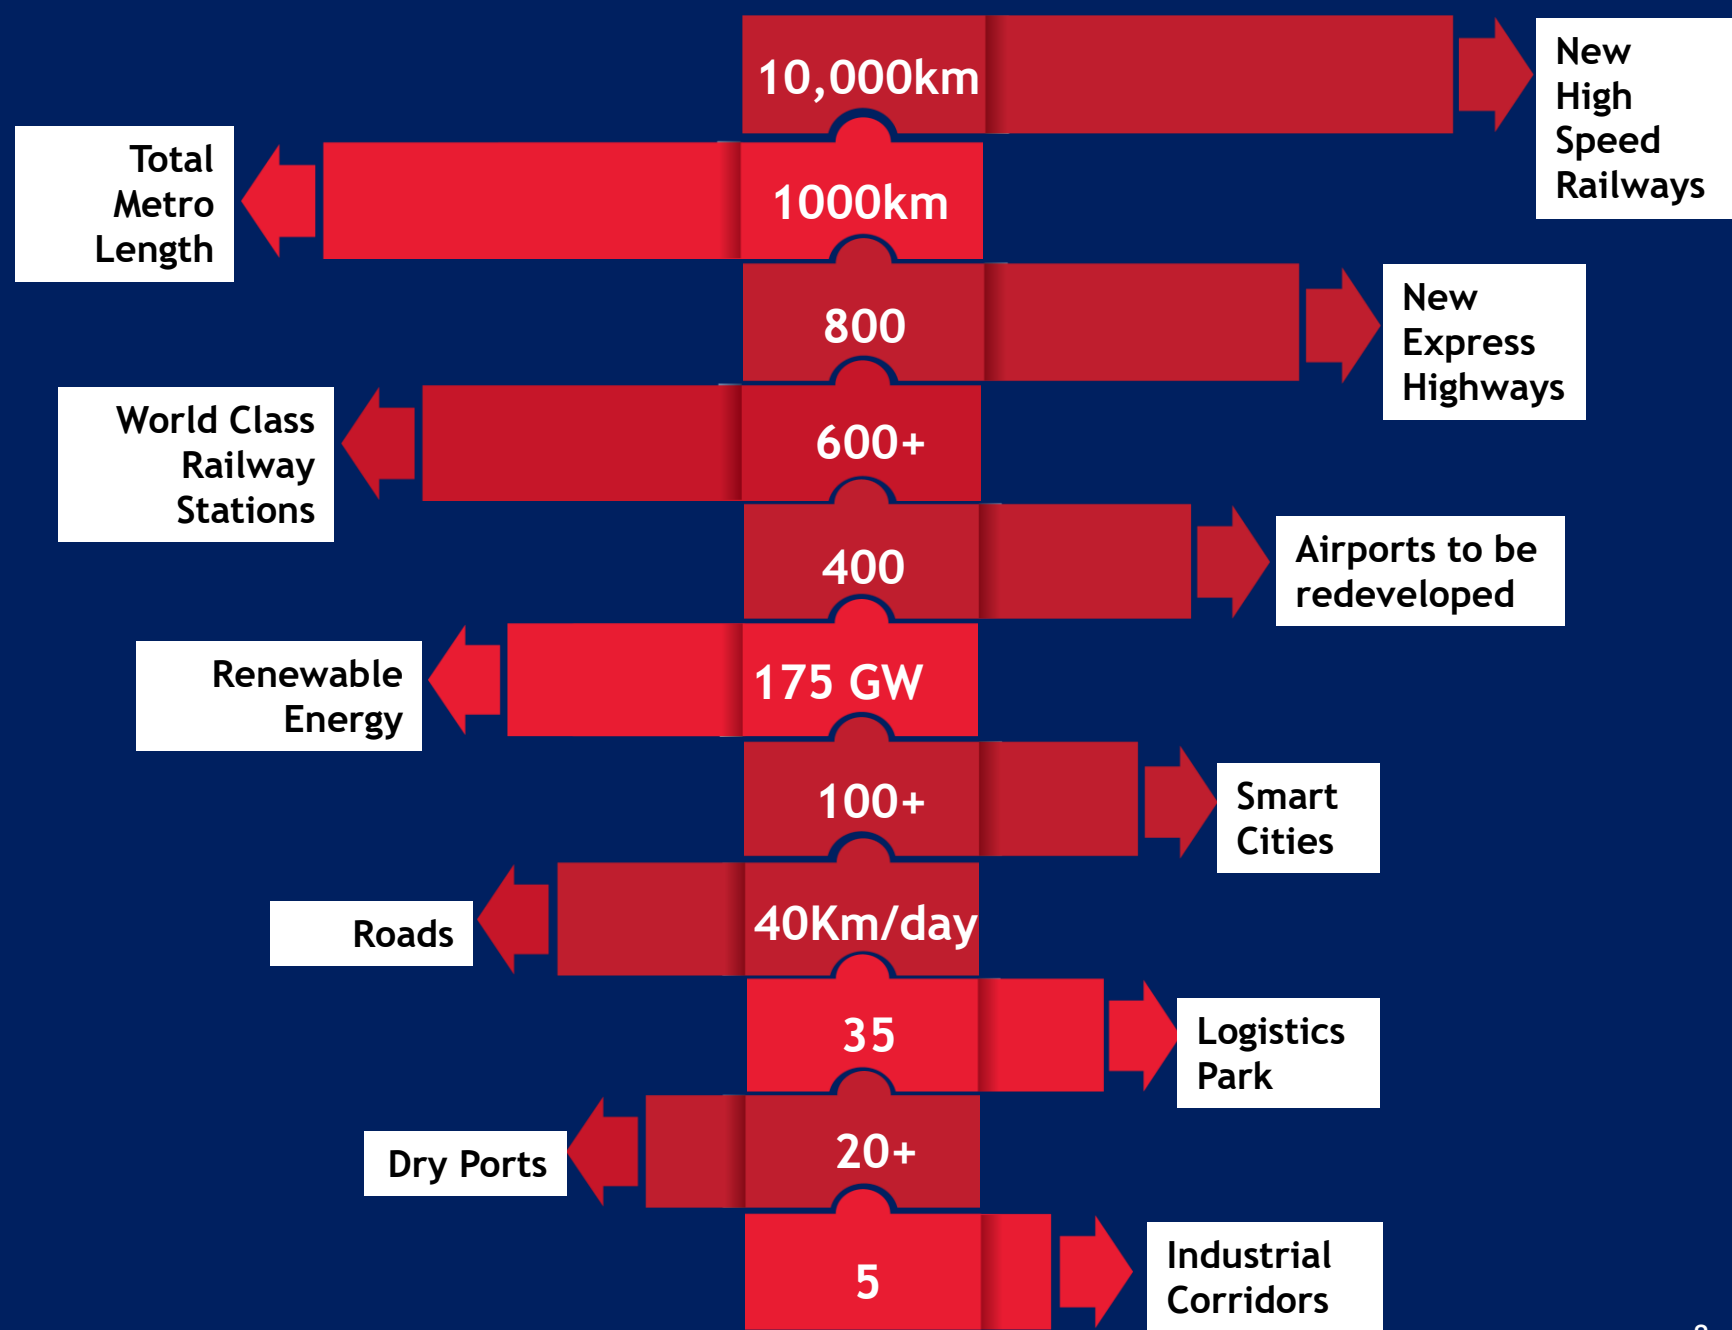 10,000km
New
High
Speed
Railways
Total
Metro
Length
1000km
800
New
Express
Highways
World Class
Railway
Stations
600+
400
Airports to be
redeveloped
Renewable
Energy
175 GW
100+
Smart
Cities
Roads
40Km/day
35
Logistics
Park
Dry Ports
20+
5
Industrial
Corridors